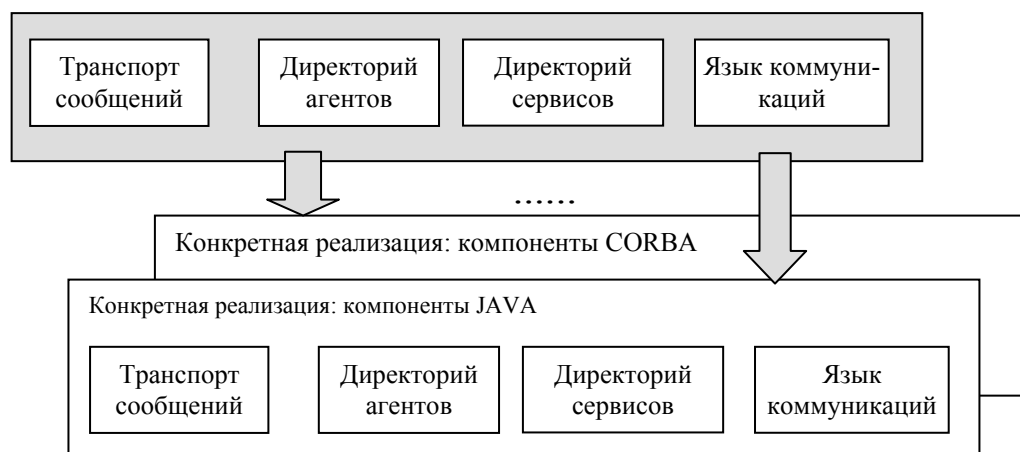 Транспорт
сообщений
Директорий
агентов
Директорий
сервисов
Язык коммуни-
каций
......
Конкретная реализация: компоненты CORBA
Конкретная реализация: компоненты JAVA
Транспорт
сообщений
Директорий
агентов
Директорий
сервисов
Язык
коммуникаций